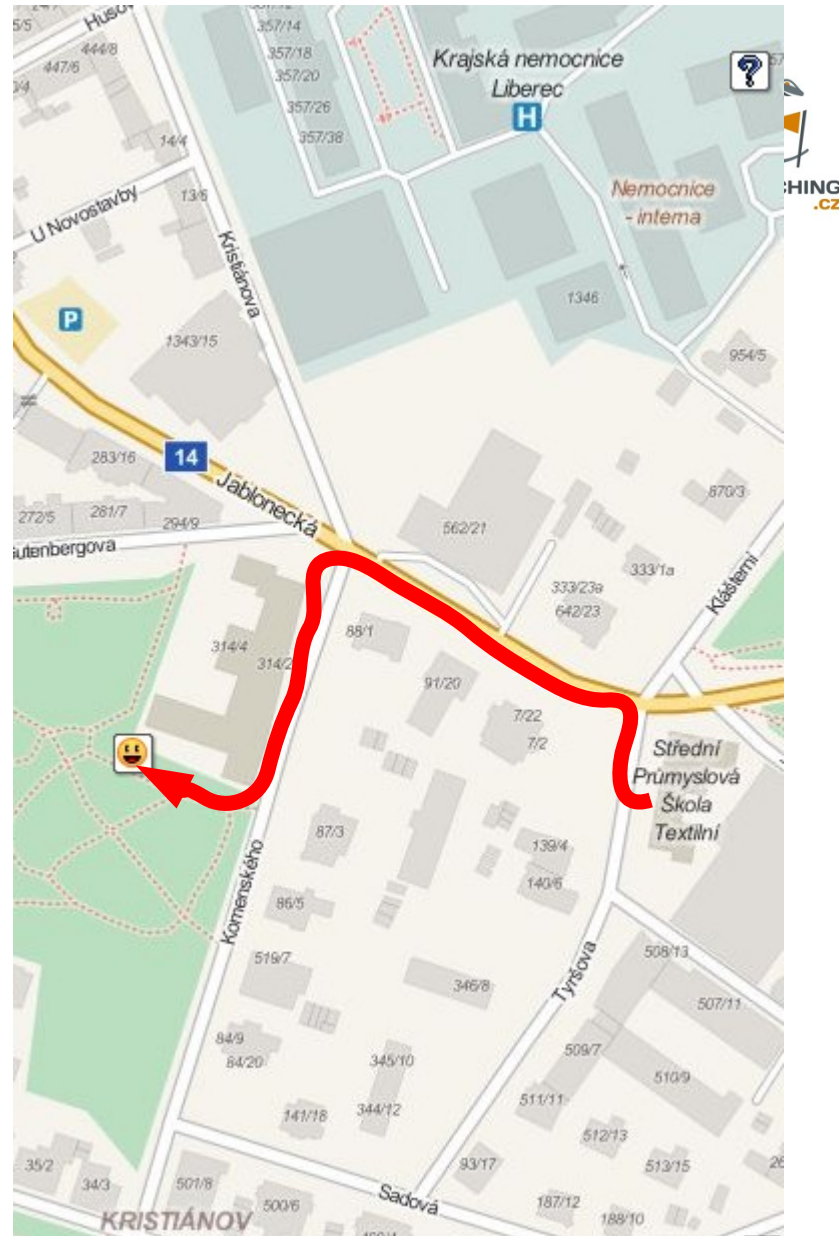 Husov
357/14
444/8
447/6
357/18
357/20
357/26
357/38
Krajská nemocnice
Liberec
H
?
CHING
.cz
14/4
13/6
U Novostavby
Kristiánova
Nemocnice
- interna
P
1346
1343/15
954/5
283/16
14
Jablonecká
272/5
281/7
294/9
562/21
870/3
Gutenbergova
333/1a
Klášterní
333/23a
642/23
314/4
314/2
88/1
91/20
7/22
7/2
Střední
Průmyslová
Škola
Textilní
87/3
139/4
140/6
Komenského
86/5
519/7
346/8
Tyršova
508/13
507/11
84/9
84/20
345/10
509/7
510/9
141/18
344/12
511/11
512/13
35/2
34/3
501/8
93/17
513/15
Sadová
500/6
187/12
188/10
KRISTIÁNOV